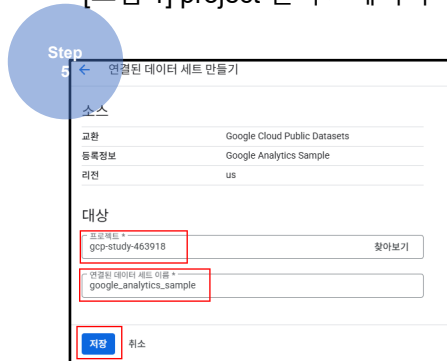 Step
5
← 연결된 데이터 세트 만들기
소스
교환 Google Cloud Public Datasets
등록정보 Google Analytics Sample
리전 us
대상
프로젝트 *
gcp-study-463918 찾아보기
연결된 데이터 세트 이름 *
google_analytics_sample
저장 취소